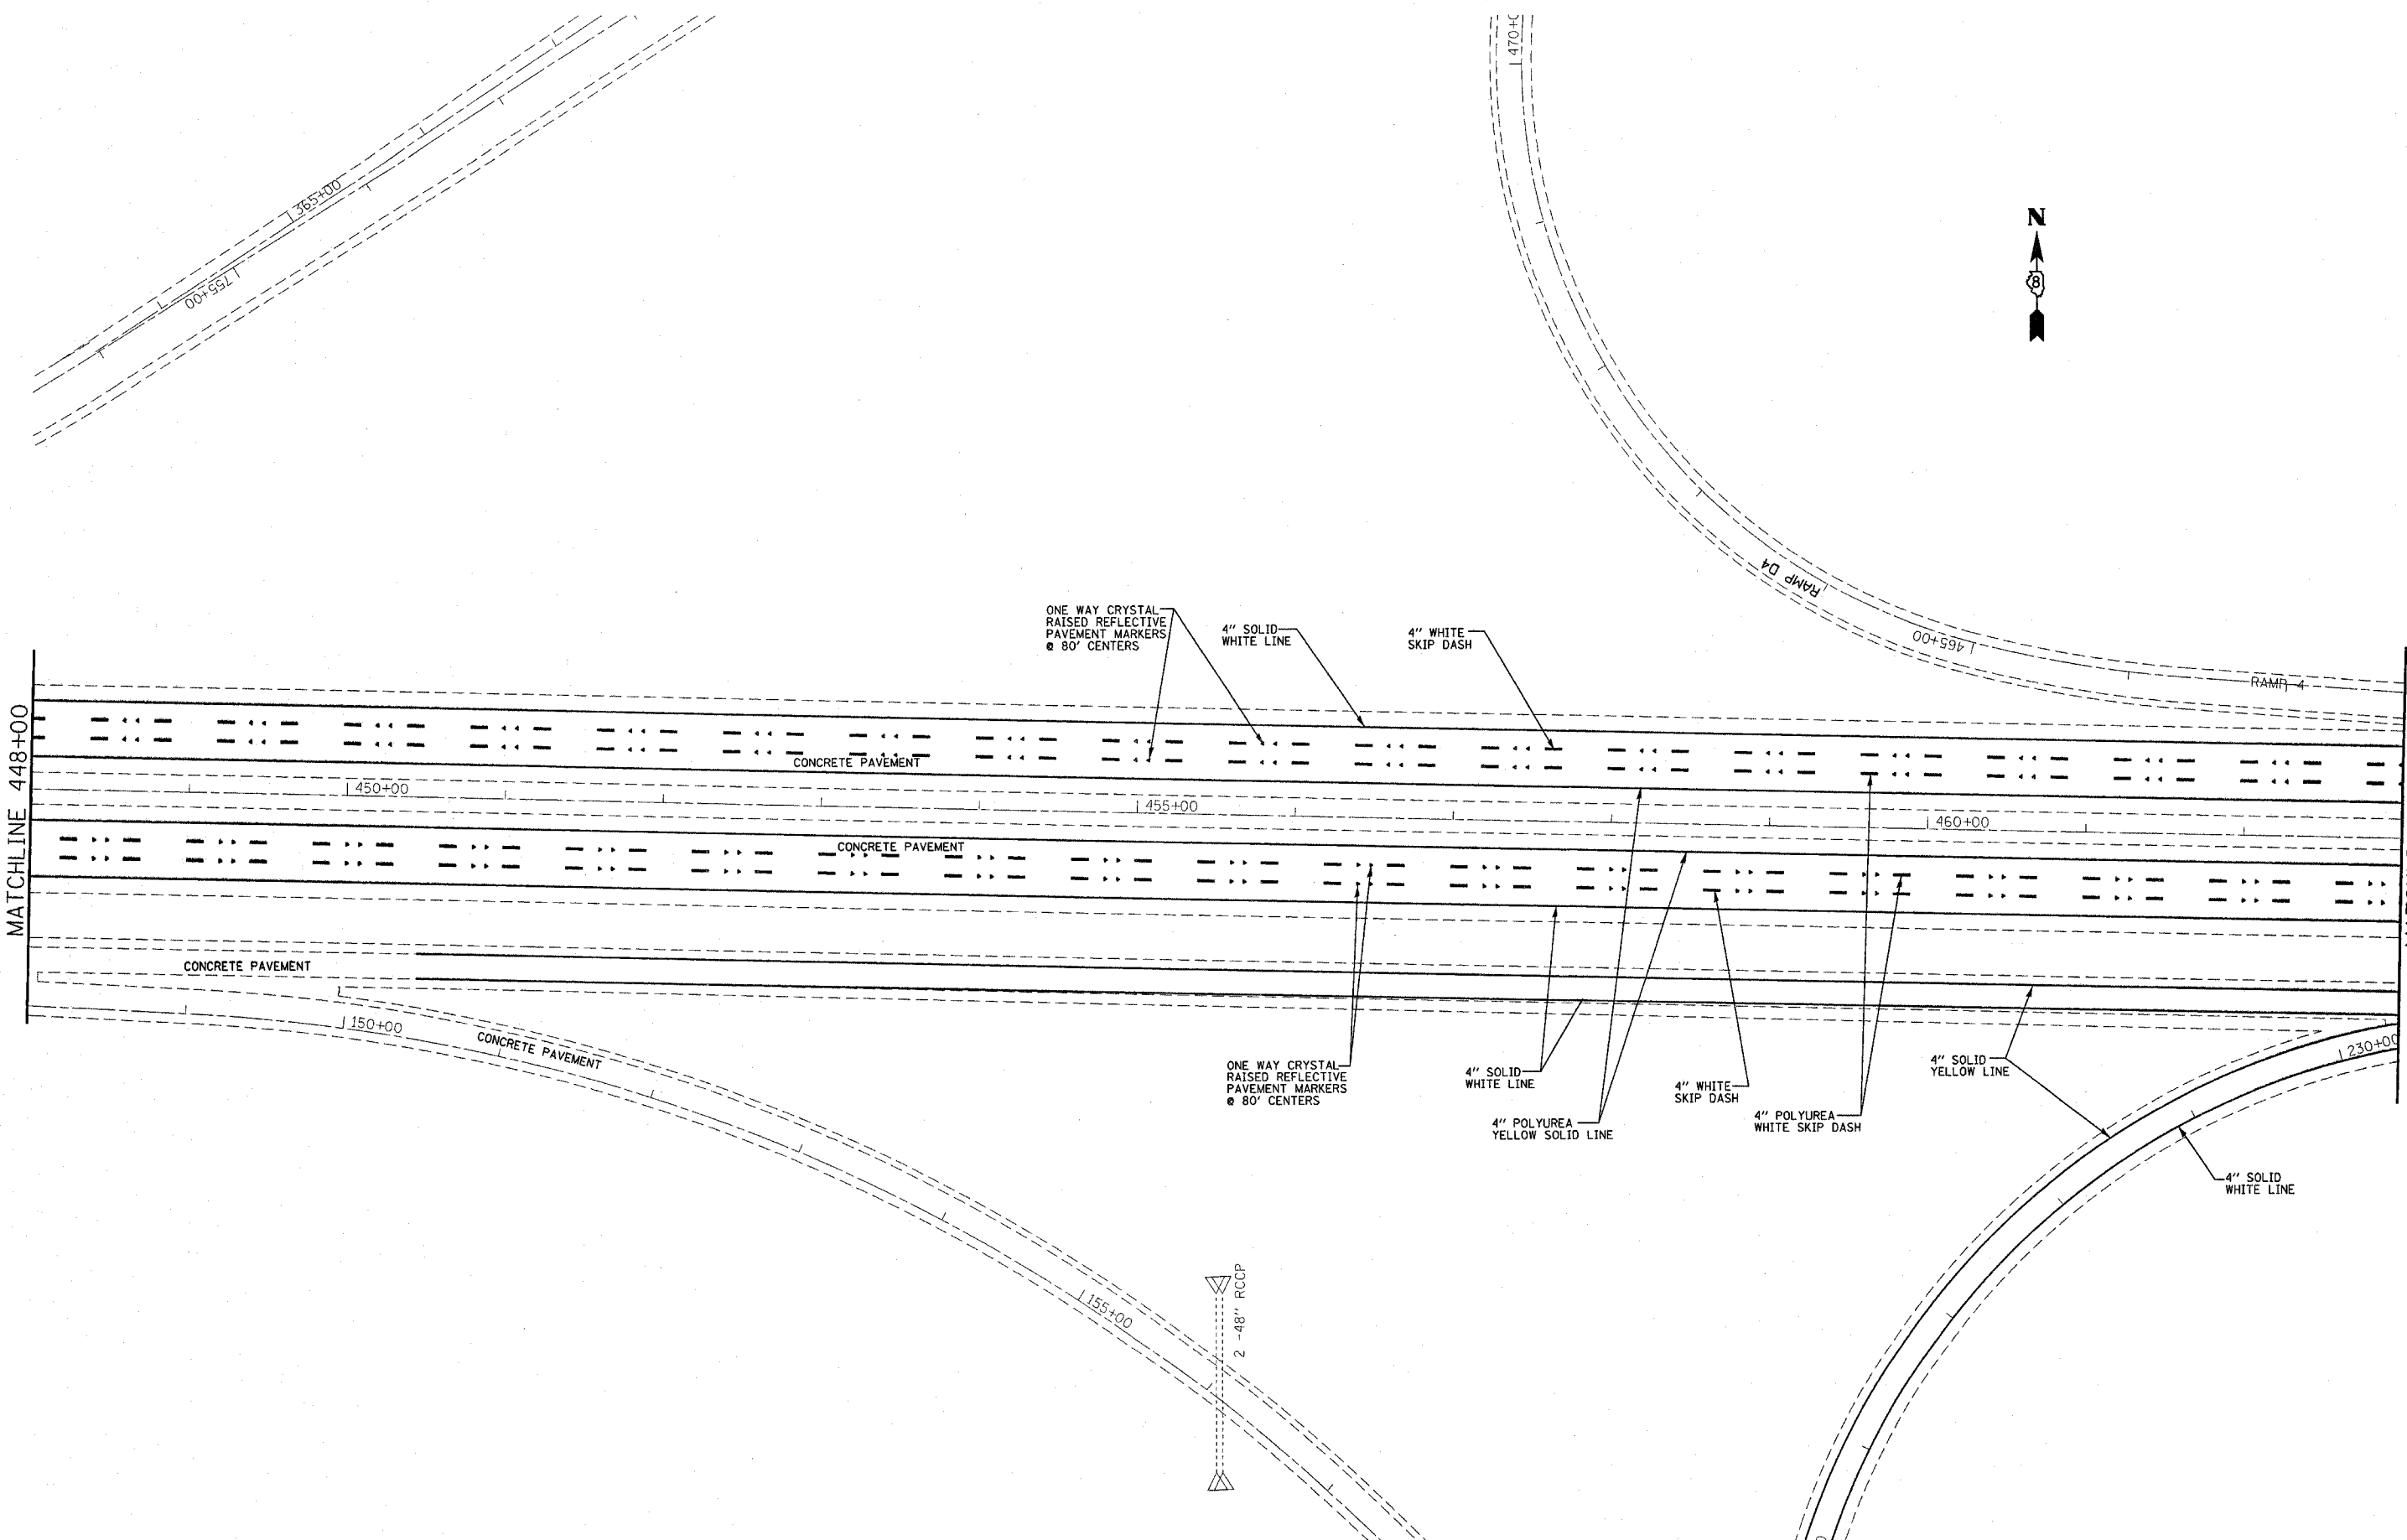 470+0
365+00
755+00
N
8
RAMP D4
465+00
RAMP 4
ONE WAY CRYSTAL
RAISED REFLECTIVE
PAVEMENT MARKERS
@ 80' CENTERS
4" SOLID
WHITE LINE
4" WHITE
SKIP DASH
MATCHLINE 448+00
CONCRETE PAVEMENT
450+00
455+00
460+00
CONCRETE PAVEMENT
CONCRETE PAVEMENT
150+00
CONCRETE PAVEMENT
230+00
ONE WAY CRYSTAL
RAISED REFLECTIVE
PAVEMENT MARKERS
@ 80' CENTERS
4" SOLID
WHITE LINE
4" POLYUREA
YELLOW SOLID LINE
4" WHITE
SKIP DASH
4" POLYUREA
WHITE SKIP DASH
4" SOLID
YELLOW LINE
4" SOLID
WHITE LINE
155+00
2 -48" RCCP